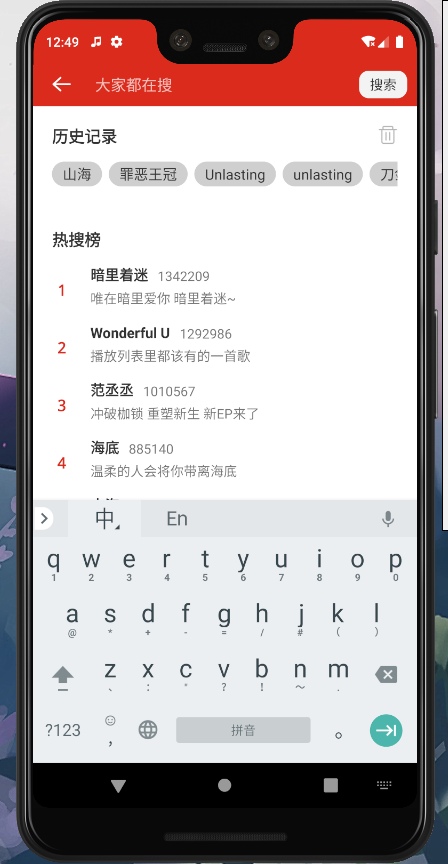 12:49
大家都在搜
搜索
历史记录
山海 罪恶王冠 Unlasting unlasting
热搜榜
1 暗里着迷 1342209
唯在暗里爱你 暗里着迷~
2 Wonderful U 1292986
播放列表里都该有的一首歌
3 范丞丞 1010567
冲破枷锁 重塑新生 新EP来了
4 海底 885140
温柔的人会将你带离海底
中 En
q w e r t y u i o p
1 2 3 4 5 6 7 8 9 0
a s d f g h j k l
@ * + - = / # ( )
z x c v b n m
、 : " ? ! ～ .
?123 , 拼音 。